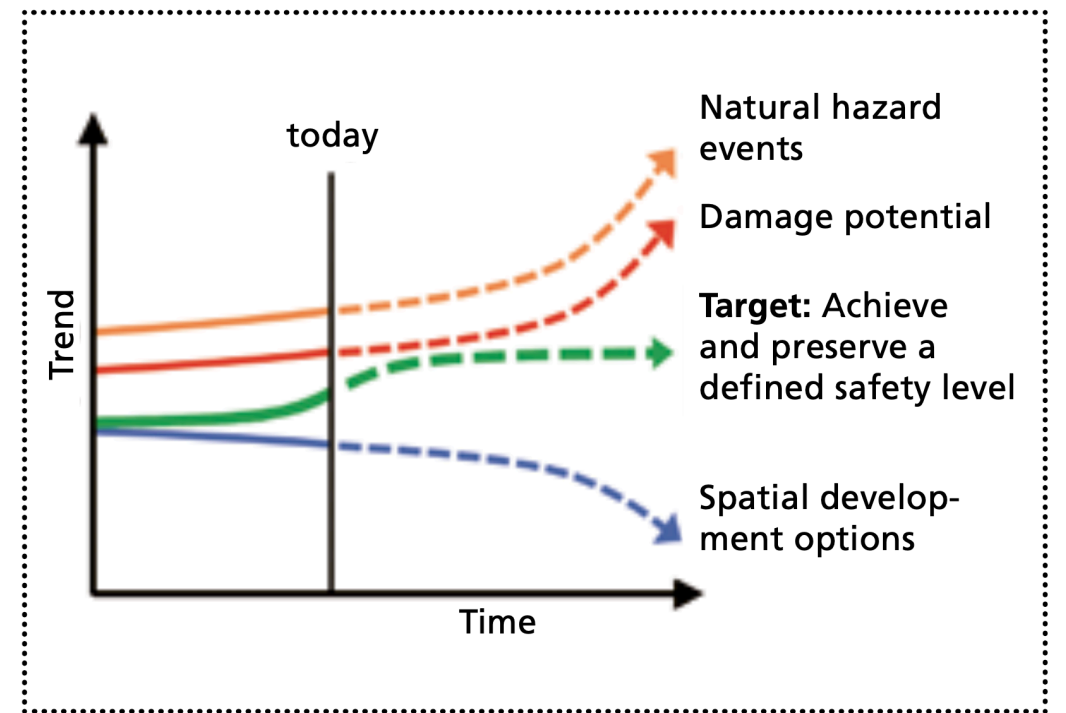 today
Natural hazard
events
Damage potential
Target: Achieve
and preserve a
defined safety level
Spatial develop-
ment options
Trend
Time